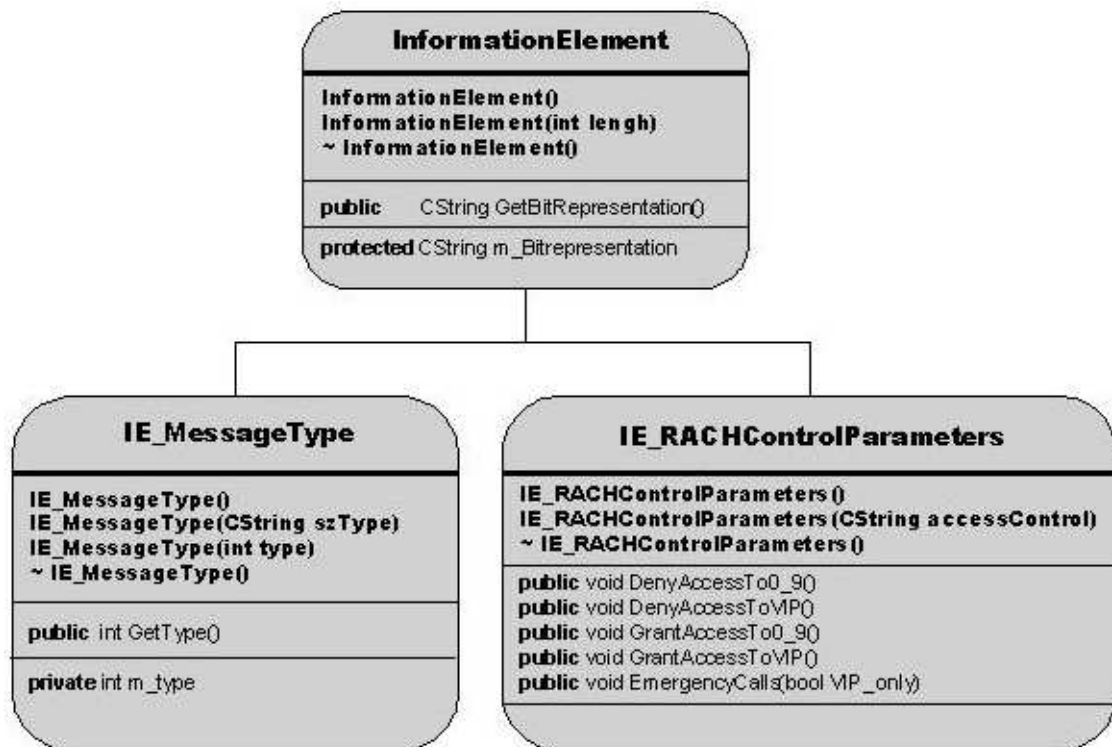 InformationElement
InformationElement()
InformationElement(int lengh)
~ InformationElement()
public CString GetBitRepresentation()
protected CString m_Bitrepresentation
IE_MessageType
IE_MessageType()
IE_MessageType(CString szType)
IE_MessageType(int type)
~ IE_MessageType()
public int GetType()
private int m_type
IE_RACHControlParameters
IE_RACHControlParameters()
IE_RACHControlParameters(CString accessControl)
~ IE_RACHControlParameters()
public void DenyAccessTo0_9()
public void DenyAccessToVIP()
public void GrantAccessTo0_9()
public void GrantAccessToVIP()
public void EmergencyCalls(bool VIP_only)